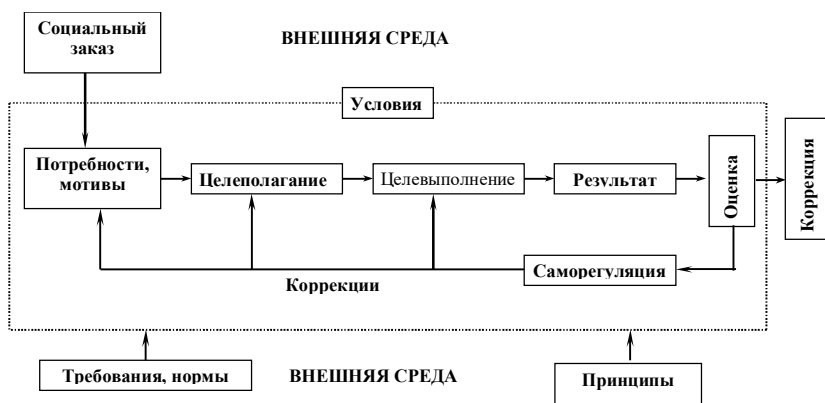 Социальный
заказ
ВНЕШНЯЯ СРЕДА
Условия
Потребности,
мотивы
Целеполагание
Целевыполнение
Результат
Оценка
Коррекция
Саморегуляция
Коррекции
Требования, нормы
ВНЕШНЯЯ СРЕДА
Принципы